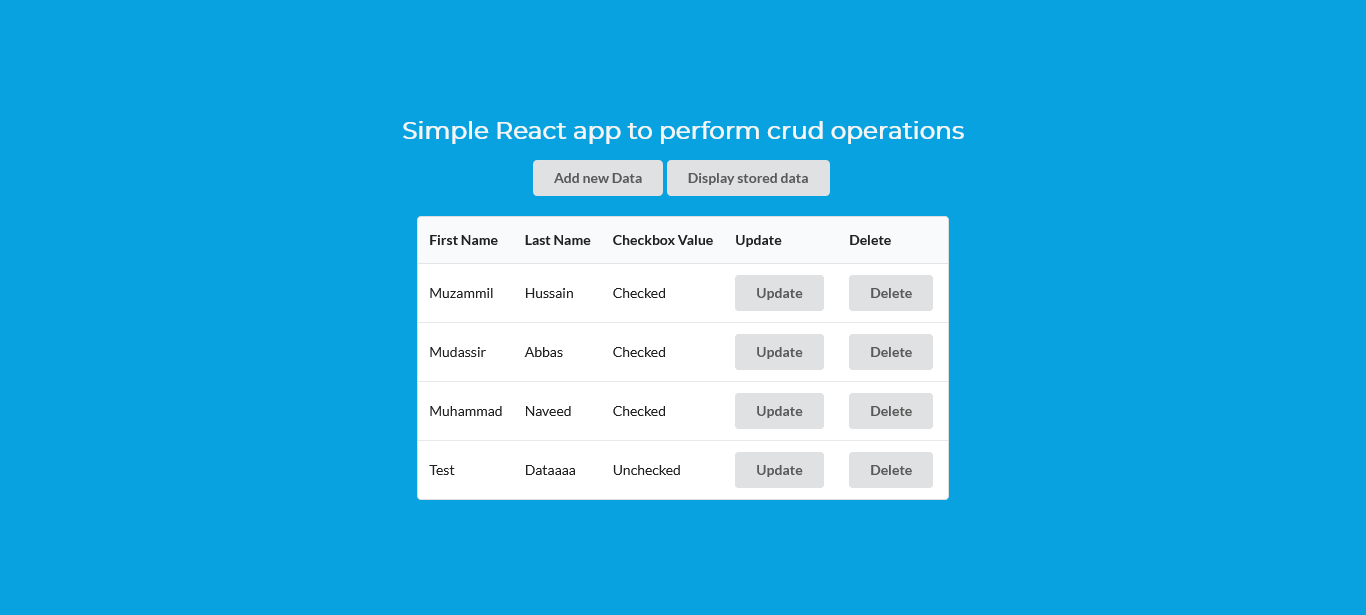 Simple React app to perform crud operations
Add new Data Display stored data
First Name Last Name Checkbox Value Update Delete
Muzammil Hussain Checked Update Delete
Mudassir Abbas Checked Update Delete
Muhammad Naveed Checked Update Delete
Test Dataaaa Unchecked Update Delete